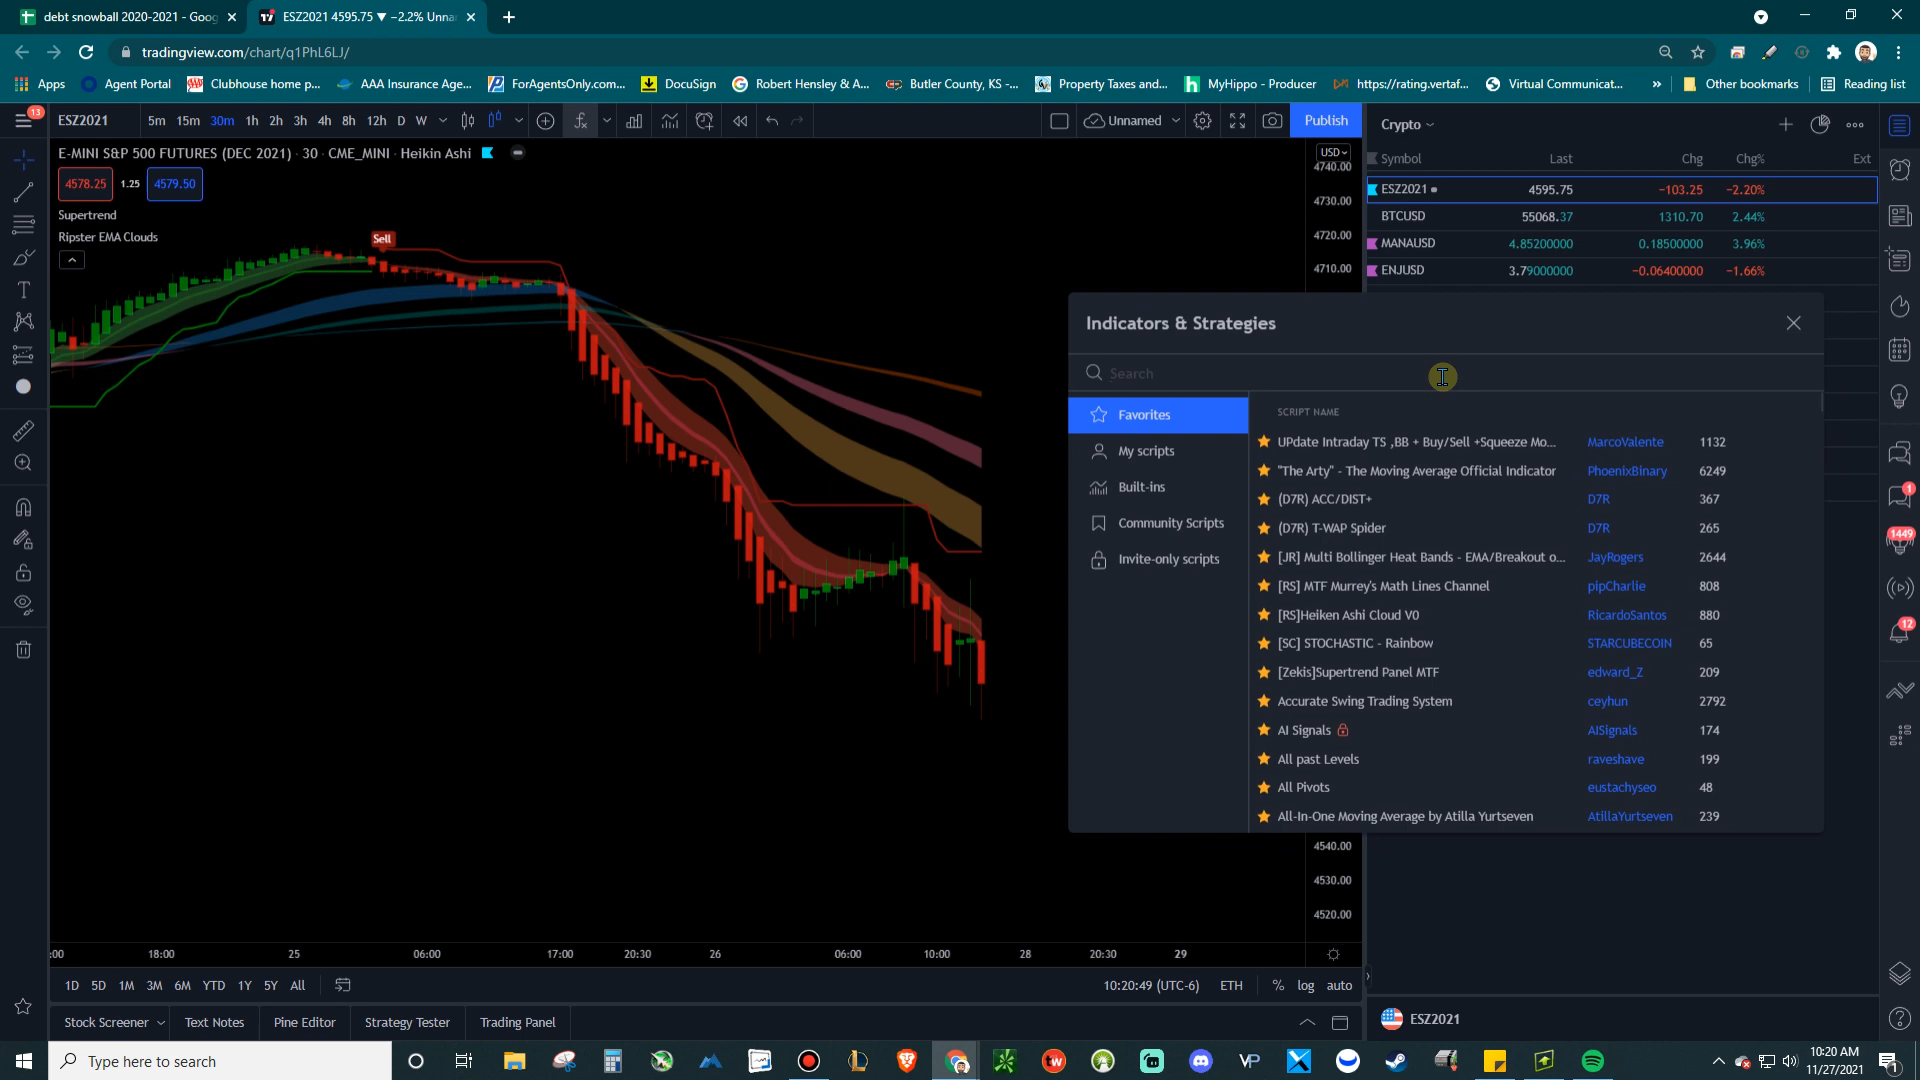 debt snowball 2020-2021 - Goog
ESZ2021 4595.75 ▼ −2.2% Unna
tradingview.com/chart/q1PhL6LJ/
Apps
Agent Portal
Clubhouse home p...
AAA Insurance Age...
ForAgentsOnly.com...
DocuSign
Robert Hensley & A...
Butler County, KS -...
Property Taxes and...
MyHippo - Producer
https://rating.vertaf...
Virtual Communicat...
»
Other bookmarks
Reading list
13
ESZ2021
5m 15m 30m 1h 2h 3h 4h 8h 12h D W
Unnamed
Publish
Crypto
E-MINI S&P 500 FUTURES (DEC 2021) · 30 · CME_MINI · Heikin Ashi
USD
4578.25 1.25 4579.50
Supertrend
Ripster EMA Clouds
Sell
4740.00
4730.00
4720.00
4710.00
Symbol Last Chg Chg% Ext
ESZ2021 4595.75 −103.25 −2.20%
BTCUSD 55068.37 1310.70 2.44%
MANAUSD 4.85200000 0.18500000 3.96%
ENJUSD 3.79000000 −0.06400000 −1.66%
Indicators & Strategies
Search
Favorites
My scripts
Built-ins
Community Scripts
Invite-only scripts
SCRIPT NAME
UPdate Intraday TS ,BB + Buy/Sell +Squeeze Mo... MarcoValente 1132
"The Arty" - The Moving Average Official Indicator PhoenixBinary 6249
(D7R) ACC/DIST+ D7R 367
(D7R) T-WAP Spider D7R 265
[JR] Multi Bollinger Heat Bands - EMA/Breakout o... JayRogers 2644
[RS] MTF Murrey's Math Lines Channel pipCharlie 808
[RS]Heiken Ashi Cloud V0 RicardoSantos 880
[SC] STOCHASTIC - Rainbow STARCUBECOIN 65
[Zekis]Supertrend Panel MTF edward_Z 209
Accurate Swing Trading System ceyhun 2792
AI Signals AISignals 174
All past Levels raveshave 199
All Pivots eustachyseo 48
All-In-One Moving Average by Atilla Yurtseven AtillaYurtseven 239
1
1449
12
4540.00
4530.00
4520.00
:00 18:00 25 06:00 17:00 20:30 26 06:00 10:00 28 20:30 29
1D 5D 1M 3M 6M YTD 1Y 5Y All
10:20:49 (UTC-6) ETH % log auto
Stock Screener
Text Notes
Pine Editor
Strategy Tester
Trading Panel
ESZ2021
Type here to search
VP
10:20 AM
11/27/2021
1